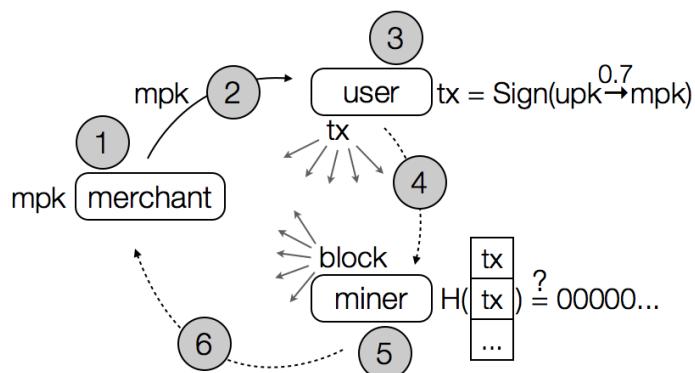 3
mpk 2
user tx = Sign(upk 0.7→ mpk)
tx
1
mpk merchant
4
block
miner H( tx tx ... ) ?= 00000...
6
5